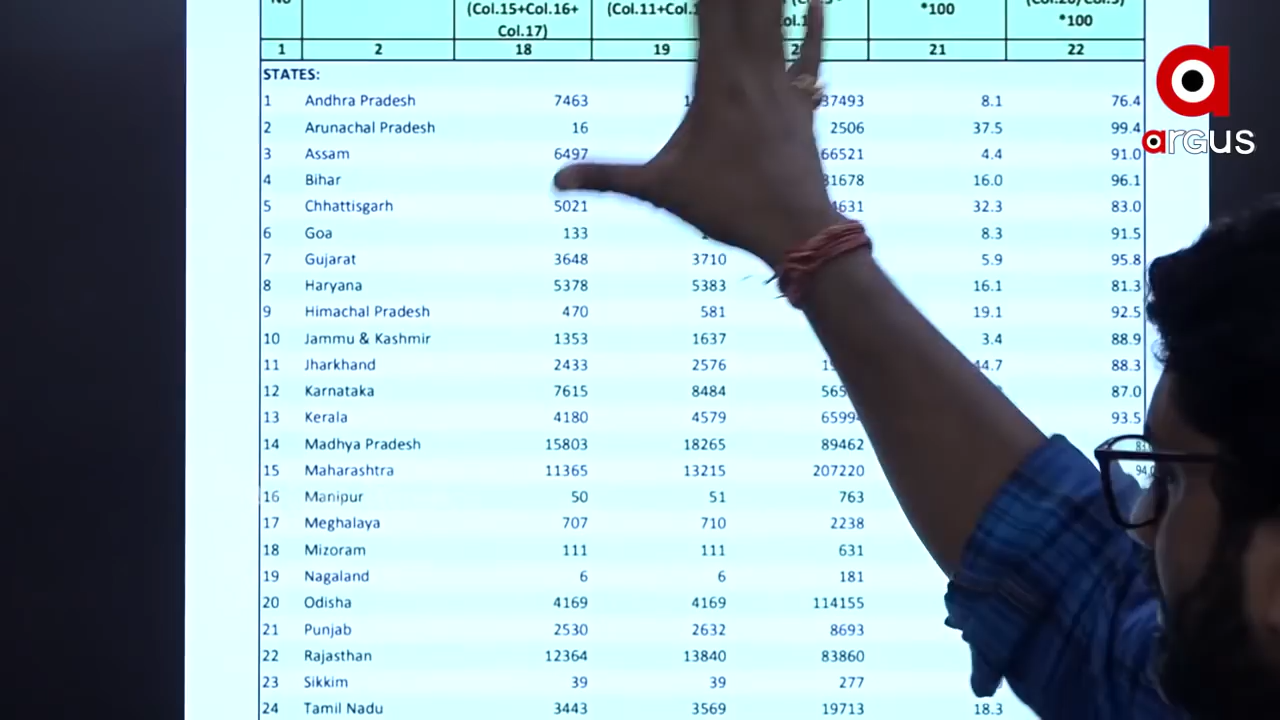 No (Col.15+Col.16+ (Col.11+Col.1 *100 (Col.20/Col.5)
Col.17) *100
1 2 18 19 21 22
STATES:
1 Andhra Pradesh 7463 8.1 76.4
2 Arunachal Pradesh 16 2506 37.5 99.4
3 Assam 6497 66521 4.4 91.0
4 Bihar 16.0 96.1
5 Chhattisgarh 5021 32.3 83.0
6 Goa 133 8.3 91.5
7 Gujarat 3648 3710 5.9 95.8
8 Haryana 5378 5383 16.1 81.3
9 Himachal Pradesh 470 581 19.1 92.5
10 Jammu & Kashmir 1353 1637 3.4 88.9
11 Jharkhand 2433 2576 44.7 88.3
12 Karnataka 7615 8484 87.0
13 Kerala 4180 4579 93.5
14 Madhya Pradesh 15803 18265 89462
15 Maharashtra 11365 13215 207220
16 Manipur 50 51 763
17 Meghalaya 707 710 2238
18 Mizoram 111 111 631
19 Nagaland 6 6 181
20 Odisha 4169 4169 114155
21 Punjab 2530 2632 8693
22 Rajasthan 12364 13840 83860
23 Sikkim 39 39 277
24 Tamil Nadu 3443 3569 19713 18.3
argus